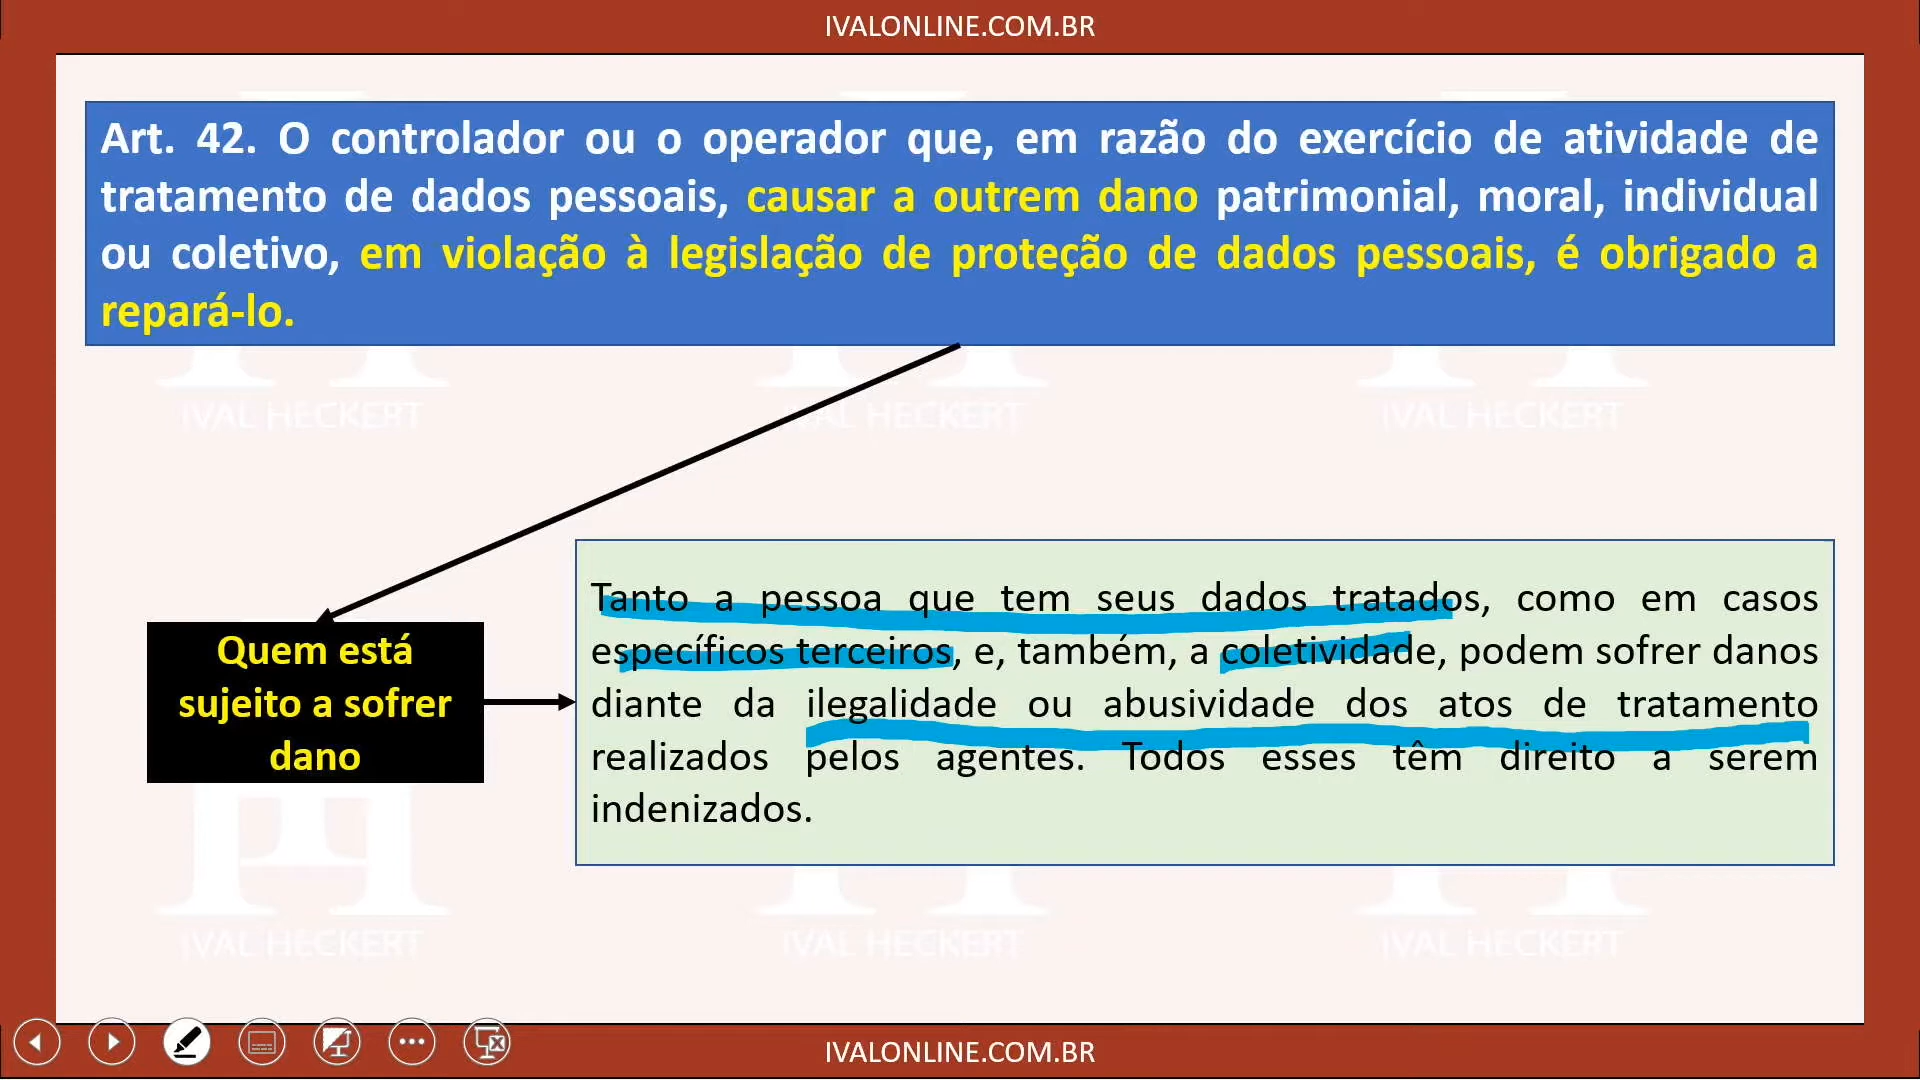 IVALONLINE.COM.BR
Art. 42. O controlador ou o operador que, em razão do exercício de atividade de
tratamento de dados pessoais, causar a outrem dano patrimonial, moral, individual
ou coletivo, em violação à legislação de proteção de dados pessoais, é obrigado a
repará-lo.
IVAL HECKERT
IVAL HECKERT
IVAL HECKERT
Quem está
sujeito a sofrer
dano
Tanto a pessoa que tem seus dados tratados, como em casos
específicos terceiros, e, também, a coletividade, podem sofrer danos
diante da ilegalidade ou abusividade dos atos de tratamento
realizados pelos agentes. Todos esses têm direito a serem
indenizados.
IVAL HECKERT
IVAL HECKERT
IVAL HECKERT
IVALONLINE.COM.BR